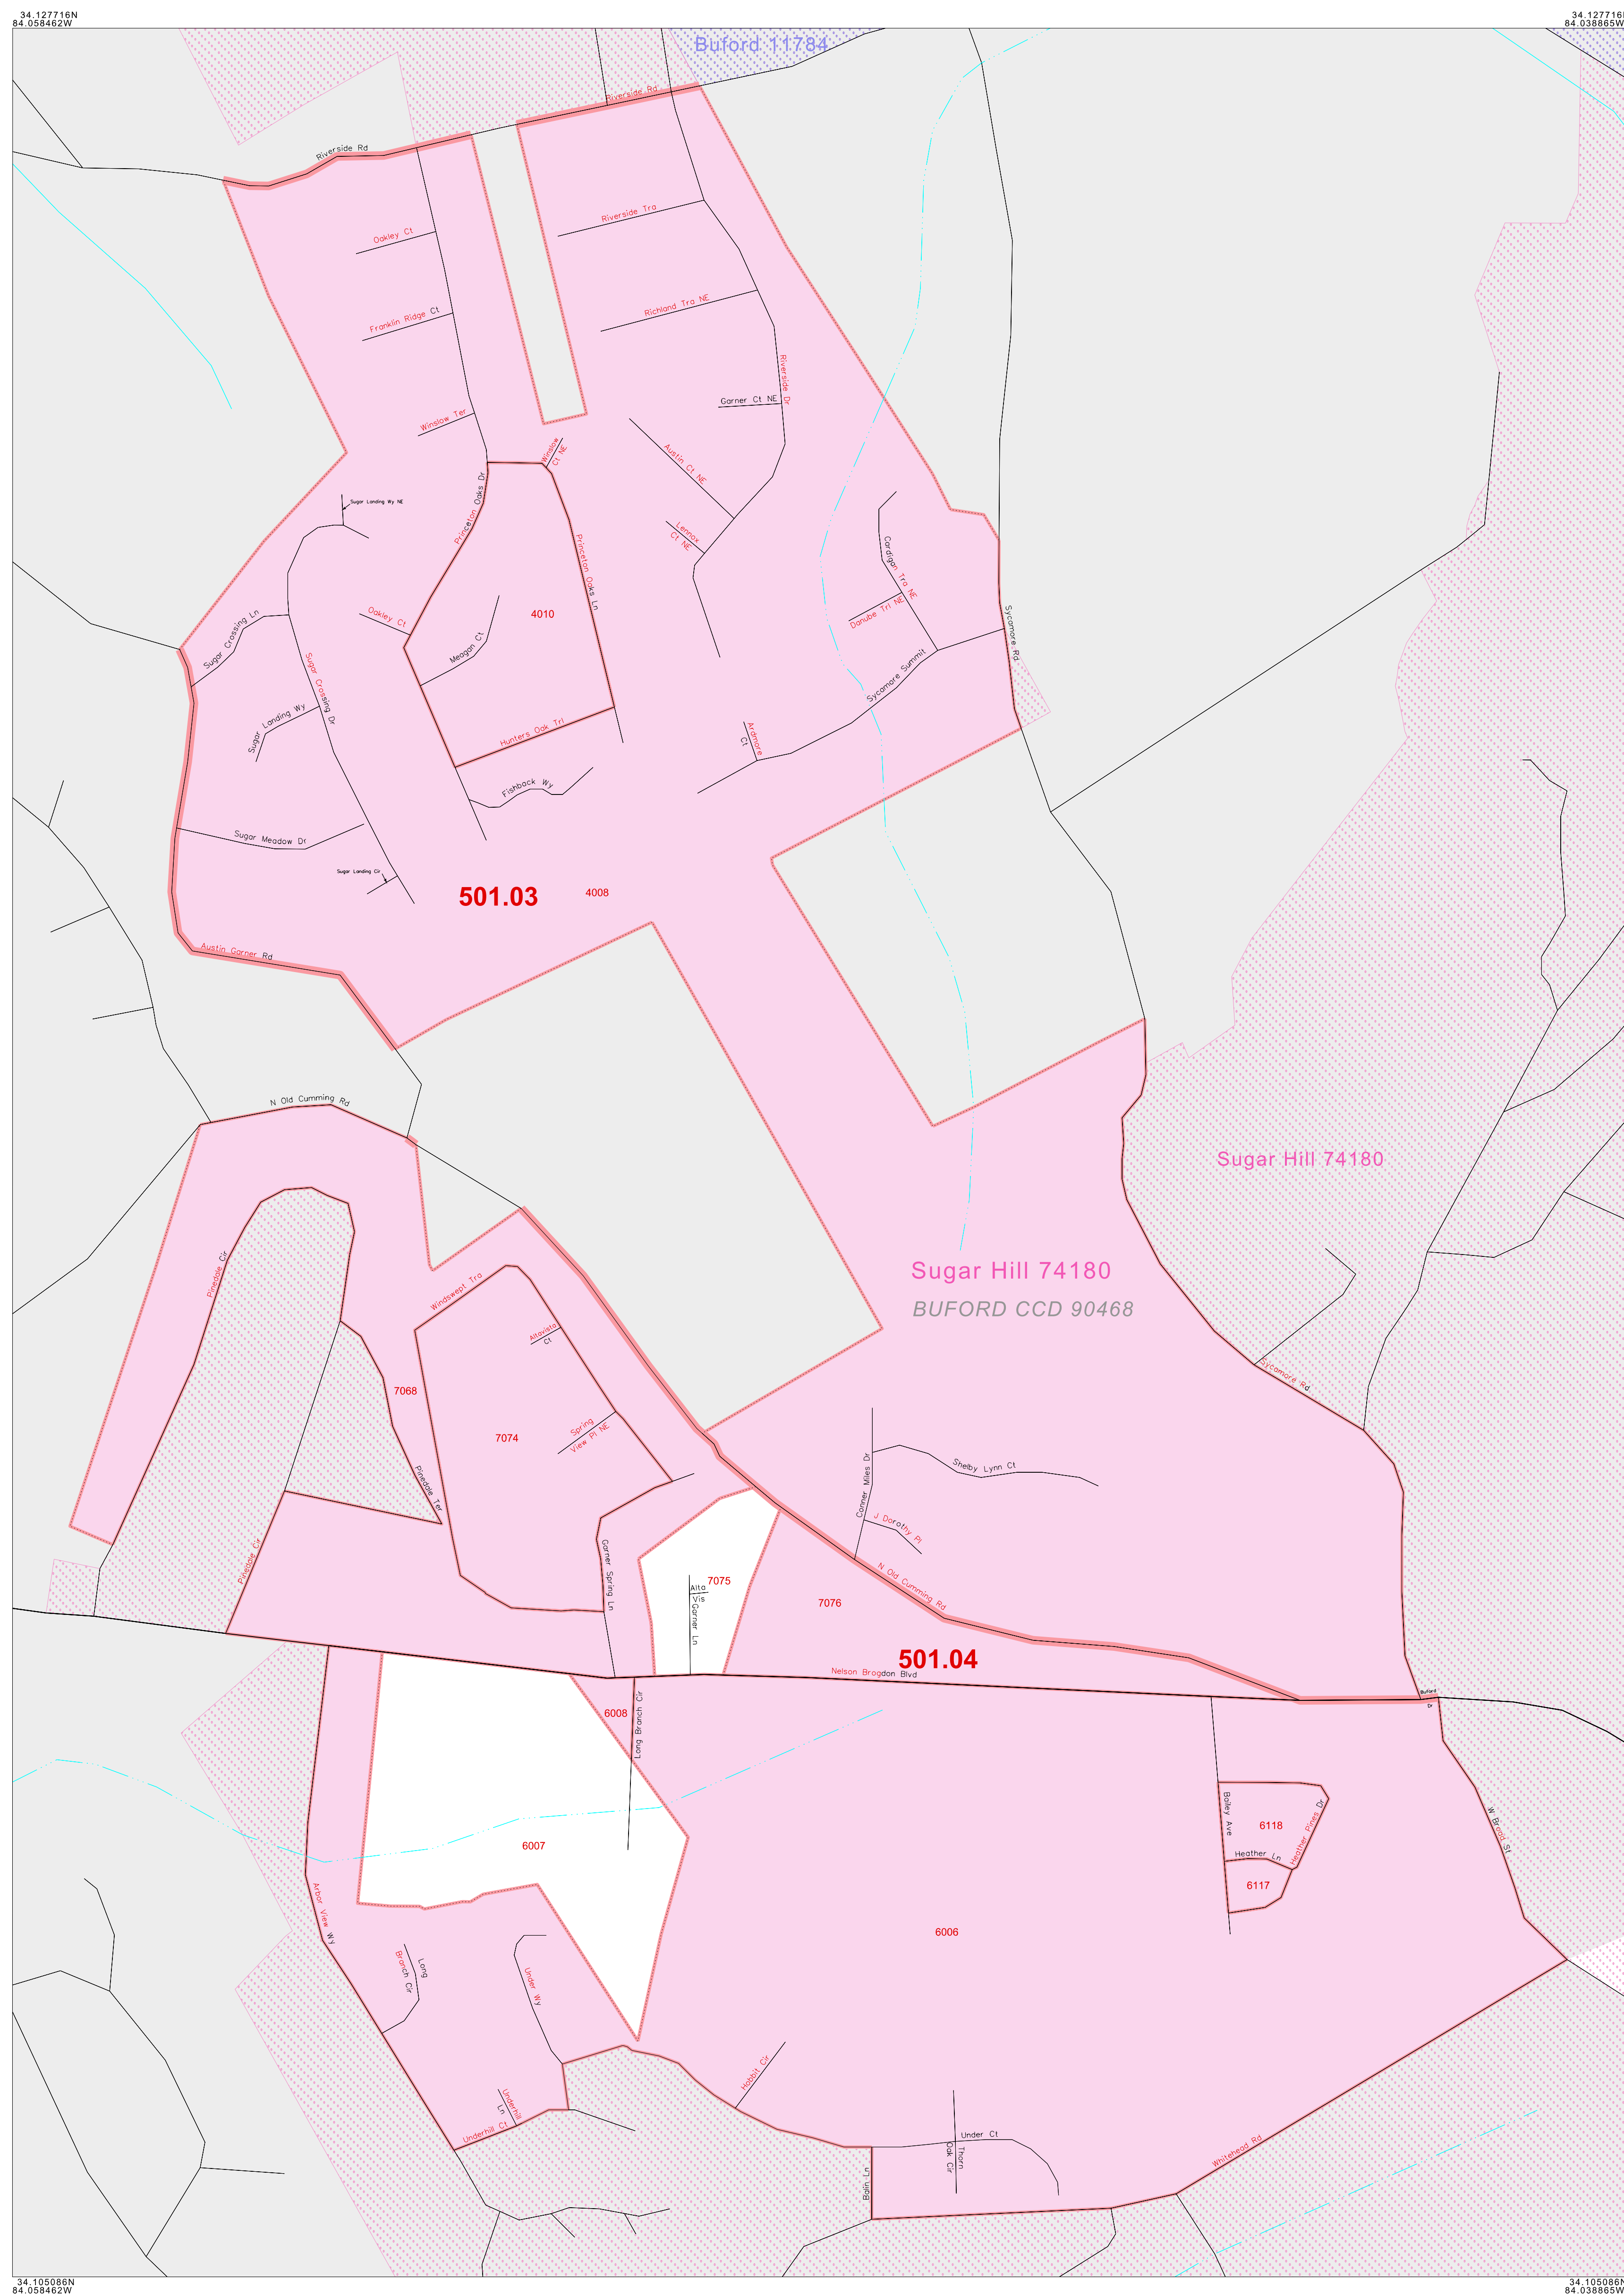 34.127716N
84.058462W
34.127716N
84.038865W
Buford 11784
Riverside Rd
Riverside Rd
Oakley Ct
Riverside Tra
Franklin Ridge Ct
Richland Tra NE
Riverside Dr
Garner Ct NE
Winslow Ter
Winslow
Ct NE
Austin Ct NE
Sugar Landing Wy NE
Princeton Oaks Dr
Lennox
Ct NE
Princeton Oaks Ln
Cardigan Tra NE
Danube Trl NE
Oakley Ct
4010
Sycamore Rd
Sugar Crossing Ln
Meagan Ct
Sycamore Summit
Sugar Crossing Dr
Sugar Landing Wy
Hunters Oak Trl
Ardmore
Ct
Fishback Wy
Sugar Meadow Dr
Sugar Landing Cir
501.03
4008
Austin Garner Rd
N Old Cumming Rd
Sugar Hill 74180
Pinedale Cir
Sugar Hill 74180
BUFORD CCD 90468
Windswept Tra
Altavista
Ct
Sycamore Rd
7068
7074
Spring
View Pl NE
Pinedale Ter
Conner Miles Dr
Shelby Lynn Ct
J Dorothy Pl
Pinedale Cir
Garner Spring Ln
7075
Alta
Vis
Garner Ln
7076
N Old Cumming Rd
501.04
Nelson Brogdon Blvd
Buford
6008
Long Branch Cir
Bailey Ave
6118
Heather Pines Dr
W Broad St
Heather Ln
6117
6007
Arbor View Wy
6006
Long
Branch Cir
Under Wy
Hobbit Cir
Underhill
Ln
Underhill Ct
Under Ct
Thorn
Oak Cir
Balin Ln
Whitehead Rd
34.105086N
84.058462W
34.105086N
84.038865W